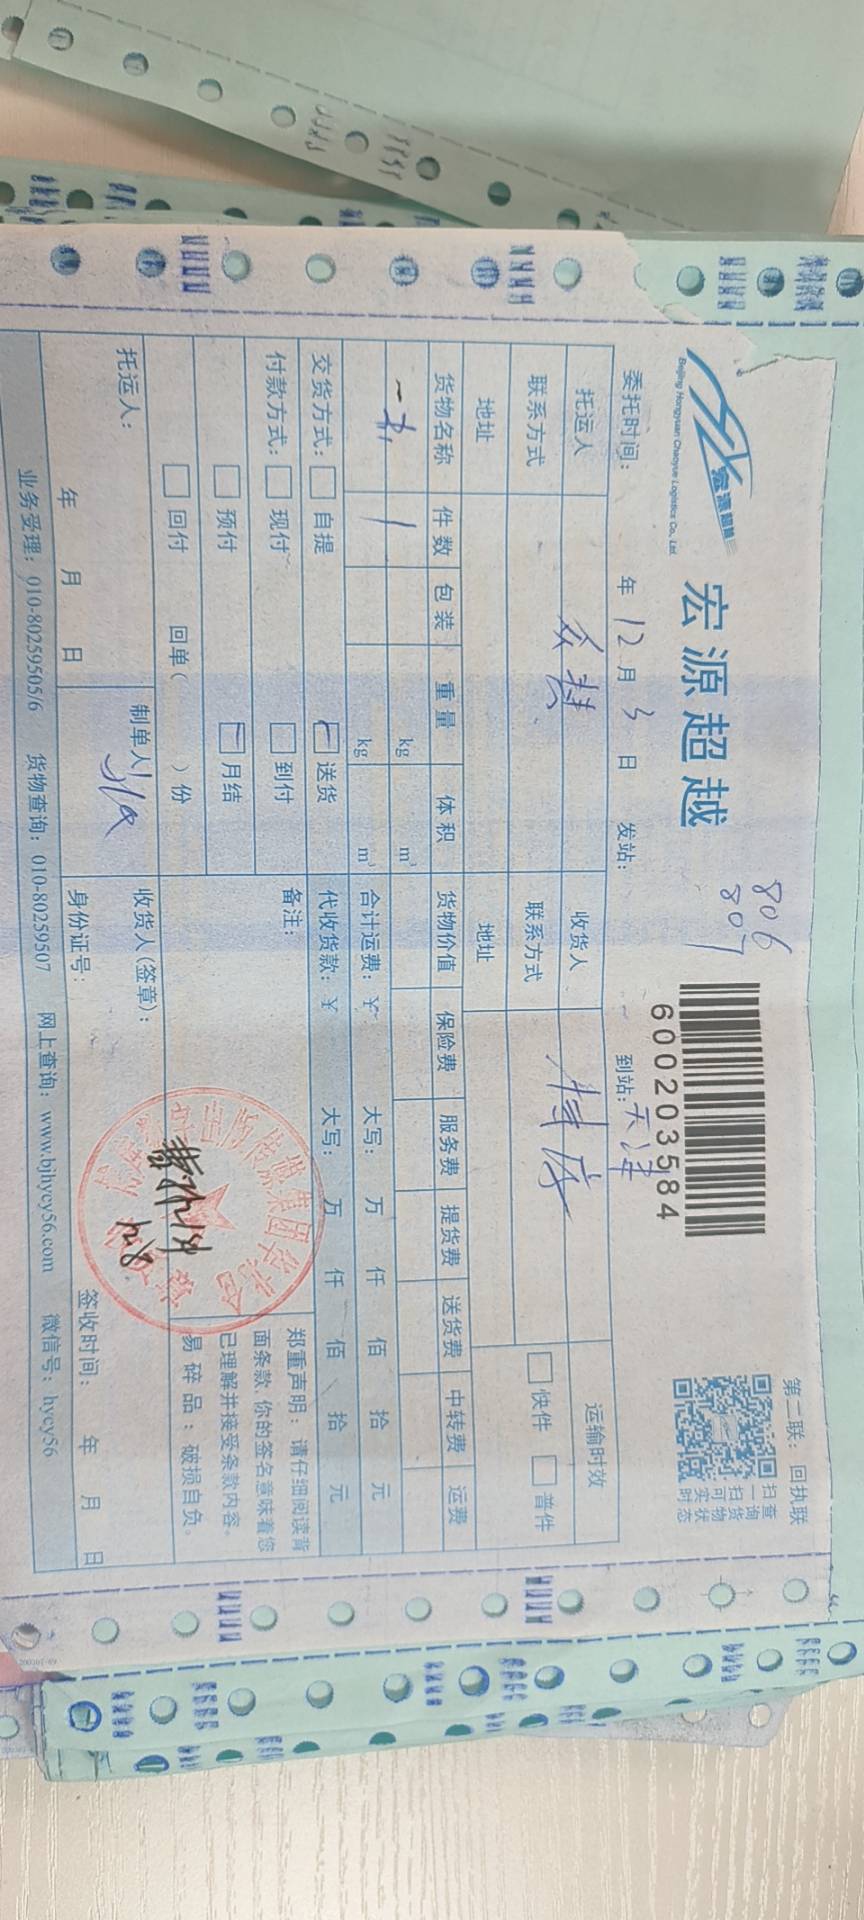 806
807
宏源超越
Beijing Hongyuan Chaoyue Logistics Co., Ltd.
宏源超越
600203584
第二联：回执联
扫一扫可实时
查询货物状态
委托时间： 年 12 月 3 日 发站： 到站：天津
托运人 收货人 运输时效
联系方式 联系方式 快件 普件
地址 地址
货物名称 件数 包装 重量 体积 货物价值 保险费 服务费 提货费 送货费 中转费 运费
kg m³
1 kg m³ 合计运费：¥ 大写： 万 仟 佰 拾 元
交货方式： 自提 送货 代收货款：¥ 大写： 万 仟 佰 拾 元
付款方式： 现付 到付 备注：
预付 月结
回付 回单（ ）份
郑重声明：请仔细阅读背
面条款，你的签名意味着您
已理解并接受条款内容。
易碎品：破损自负。
托运人： 制单人 收货人（签章）：
年 月 日 身份证号： 签收时间： 年 月 日
业务受理：010-80259505/6 货物查询：010-80259507 网上查询：www.bjhycy56.com 微信号：hycy56